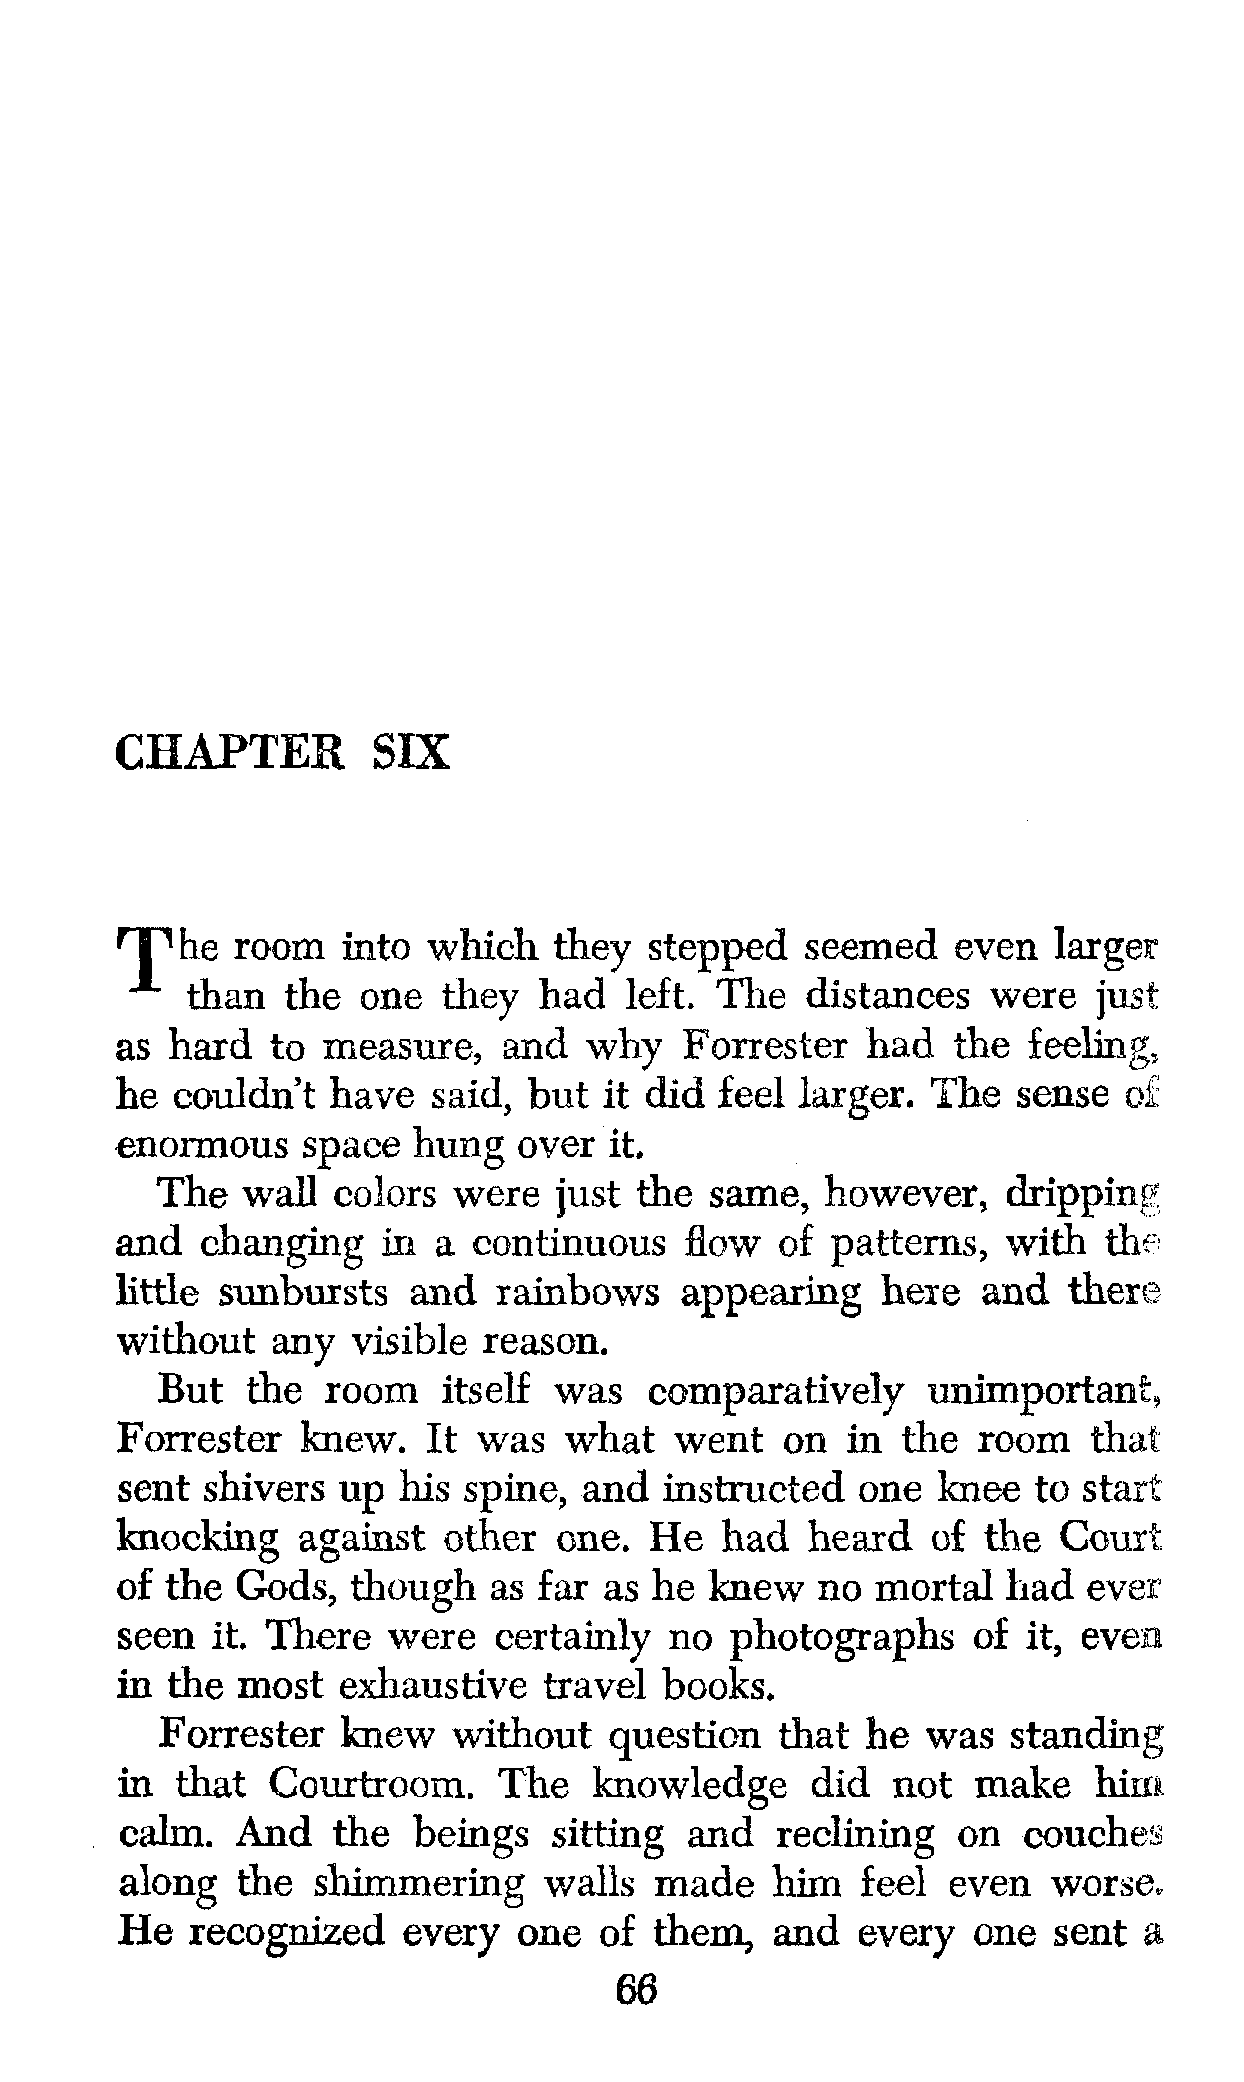 CHAPTER SIX
The room into which they stepped seemed even larger
than the one they had left. The distances were just
as hard to measure, and why Forrester had the feeling,
he couldn't have said, but it did feel larger. The sense of
enormous space hung over it.
The wall colors were just the same, however, dripping
and changing in a continuous flow of patterns, with the
little sunbursts and rainbows appearing here and there
without any visible reason.
But the room itself was comparatively unimportant,
Forrester knew. It was what went on in the room that
sent shivers up his spine, and instructed one knee to start
knocking against other one. He had heard of the Court
of the Gods, though as far as he knew no mortal had ever
seen it. There were certainly no photographs of it, even
in the most exhaustive travel books.
Forrester knew without question that he was standing
in that Courtroom. The knowledge did not make him
calm. And the beings sitting and reclining on couches
along the shimmering walls made him feel even worse.
He recognized every one of them, and every one sent a
66